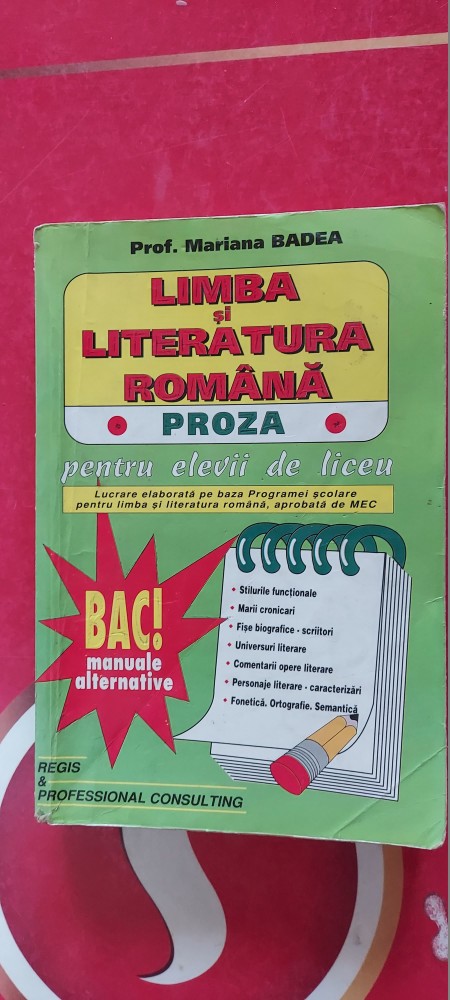 Prof. Mariana BADEA
LIMBA
și
LITERATURA
ROMÂNĂ
PROZA
pentru elevii de liceu
Lucrare elaborată pe baza Programei școlare
pentru limba și literatura română, aprobată de MEC
BAC!
manuale
alternative
• Stilurile funcționale
• Marii cronicari
• Fișe biografice - scriitori
• Universuri literare
• Comentarii opere literare
• Personaje literare - caracterizări
• Fonetică. Ortografie. Semantică
REGIS
&
PROFESSIONAL CONSULTING